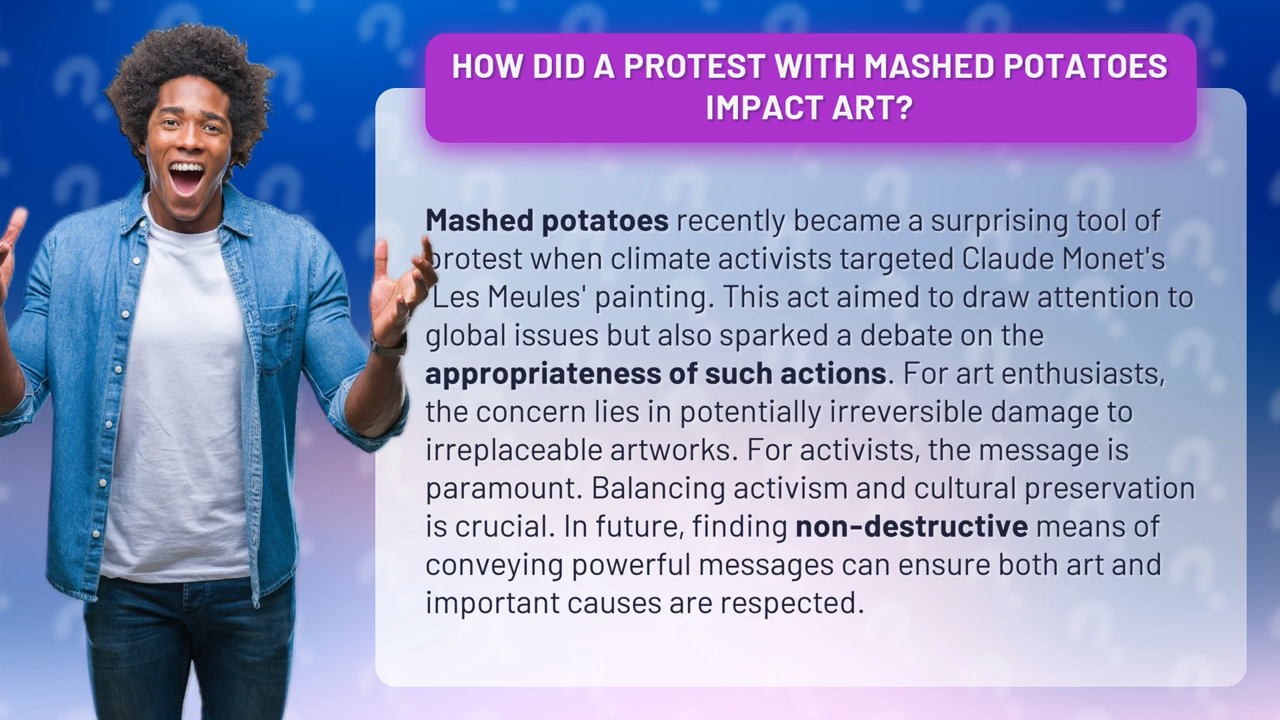 HOW DID A PROTEST WITH MASHED POTATOES
IMPACT ART?
Mashed potatoes recently became a surprising tool of
protest when climate activists targeted Claude Monet's
Les Meules' painting. This act aimed to draw attention to
global issues but also sparked a debate on the
appropriateness of such actions. For art enthusiasts,
the concern lies in potentially irreversible damage to
irreplaceable artworks. For activists, the message is
paramount. Balancing activism and cultural preservation
is crucial. In future, finding non-destructive means of
conveying powerful messages can ensure both art and
important causes are respected.